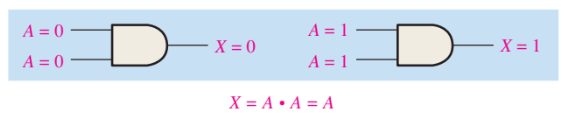 A = 0 A = 1
X = 0 X = 1
A = 0 A = 1
X = A • A = A